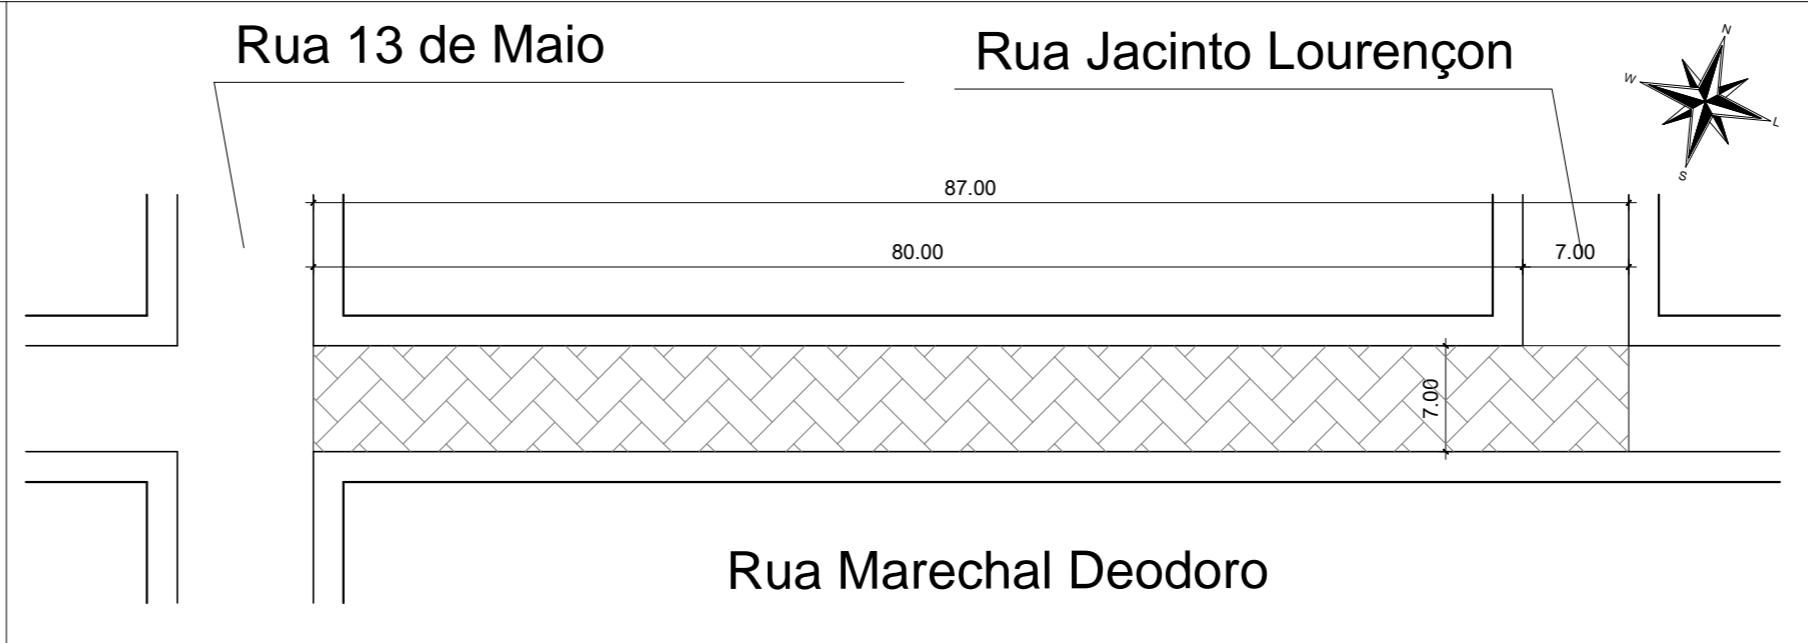 Rua 13 de Maio
Rua Jacinto Lourençon
N
W
L
S
87.00
80.00
7.00
7.00
Rua Marechal Deodoro